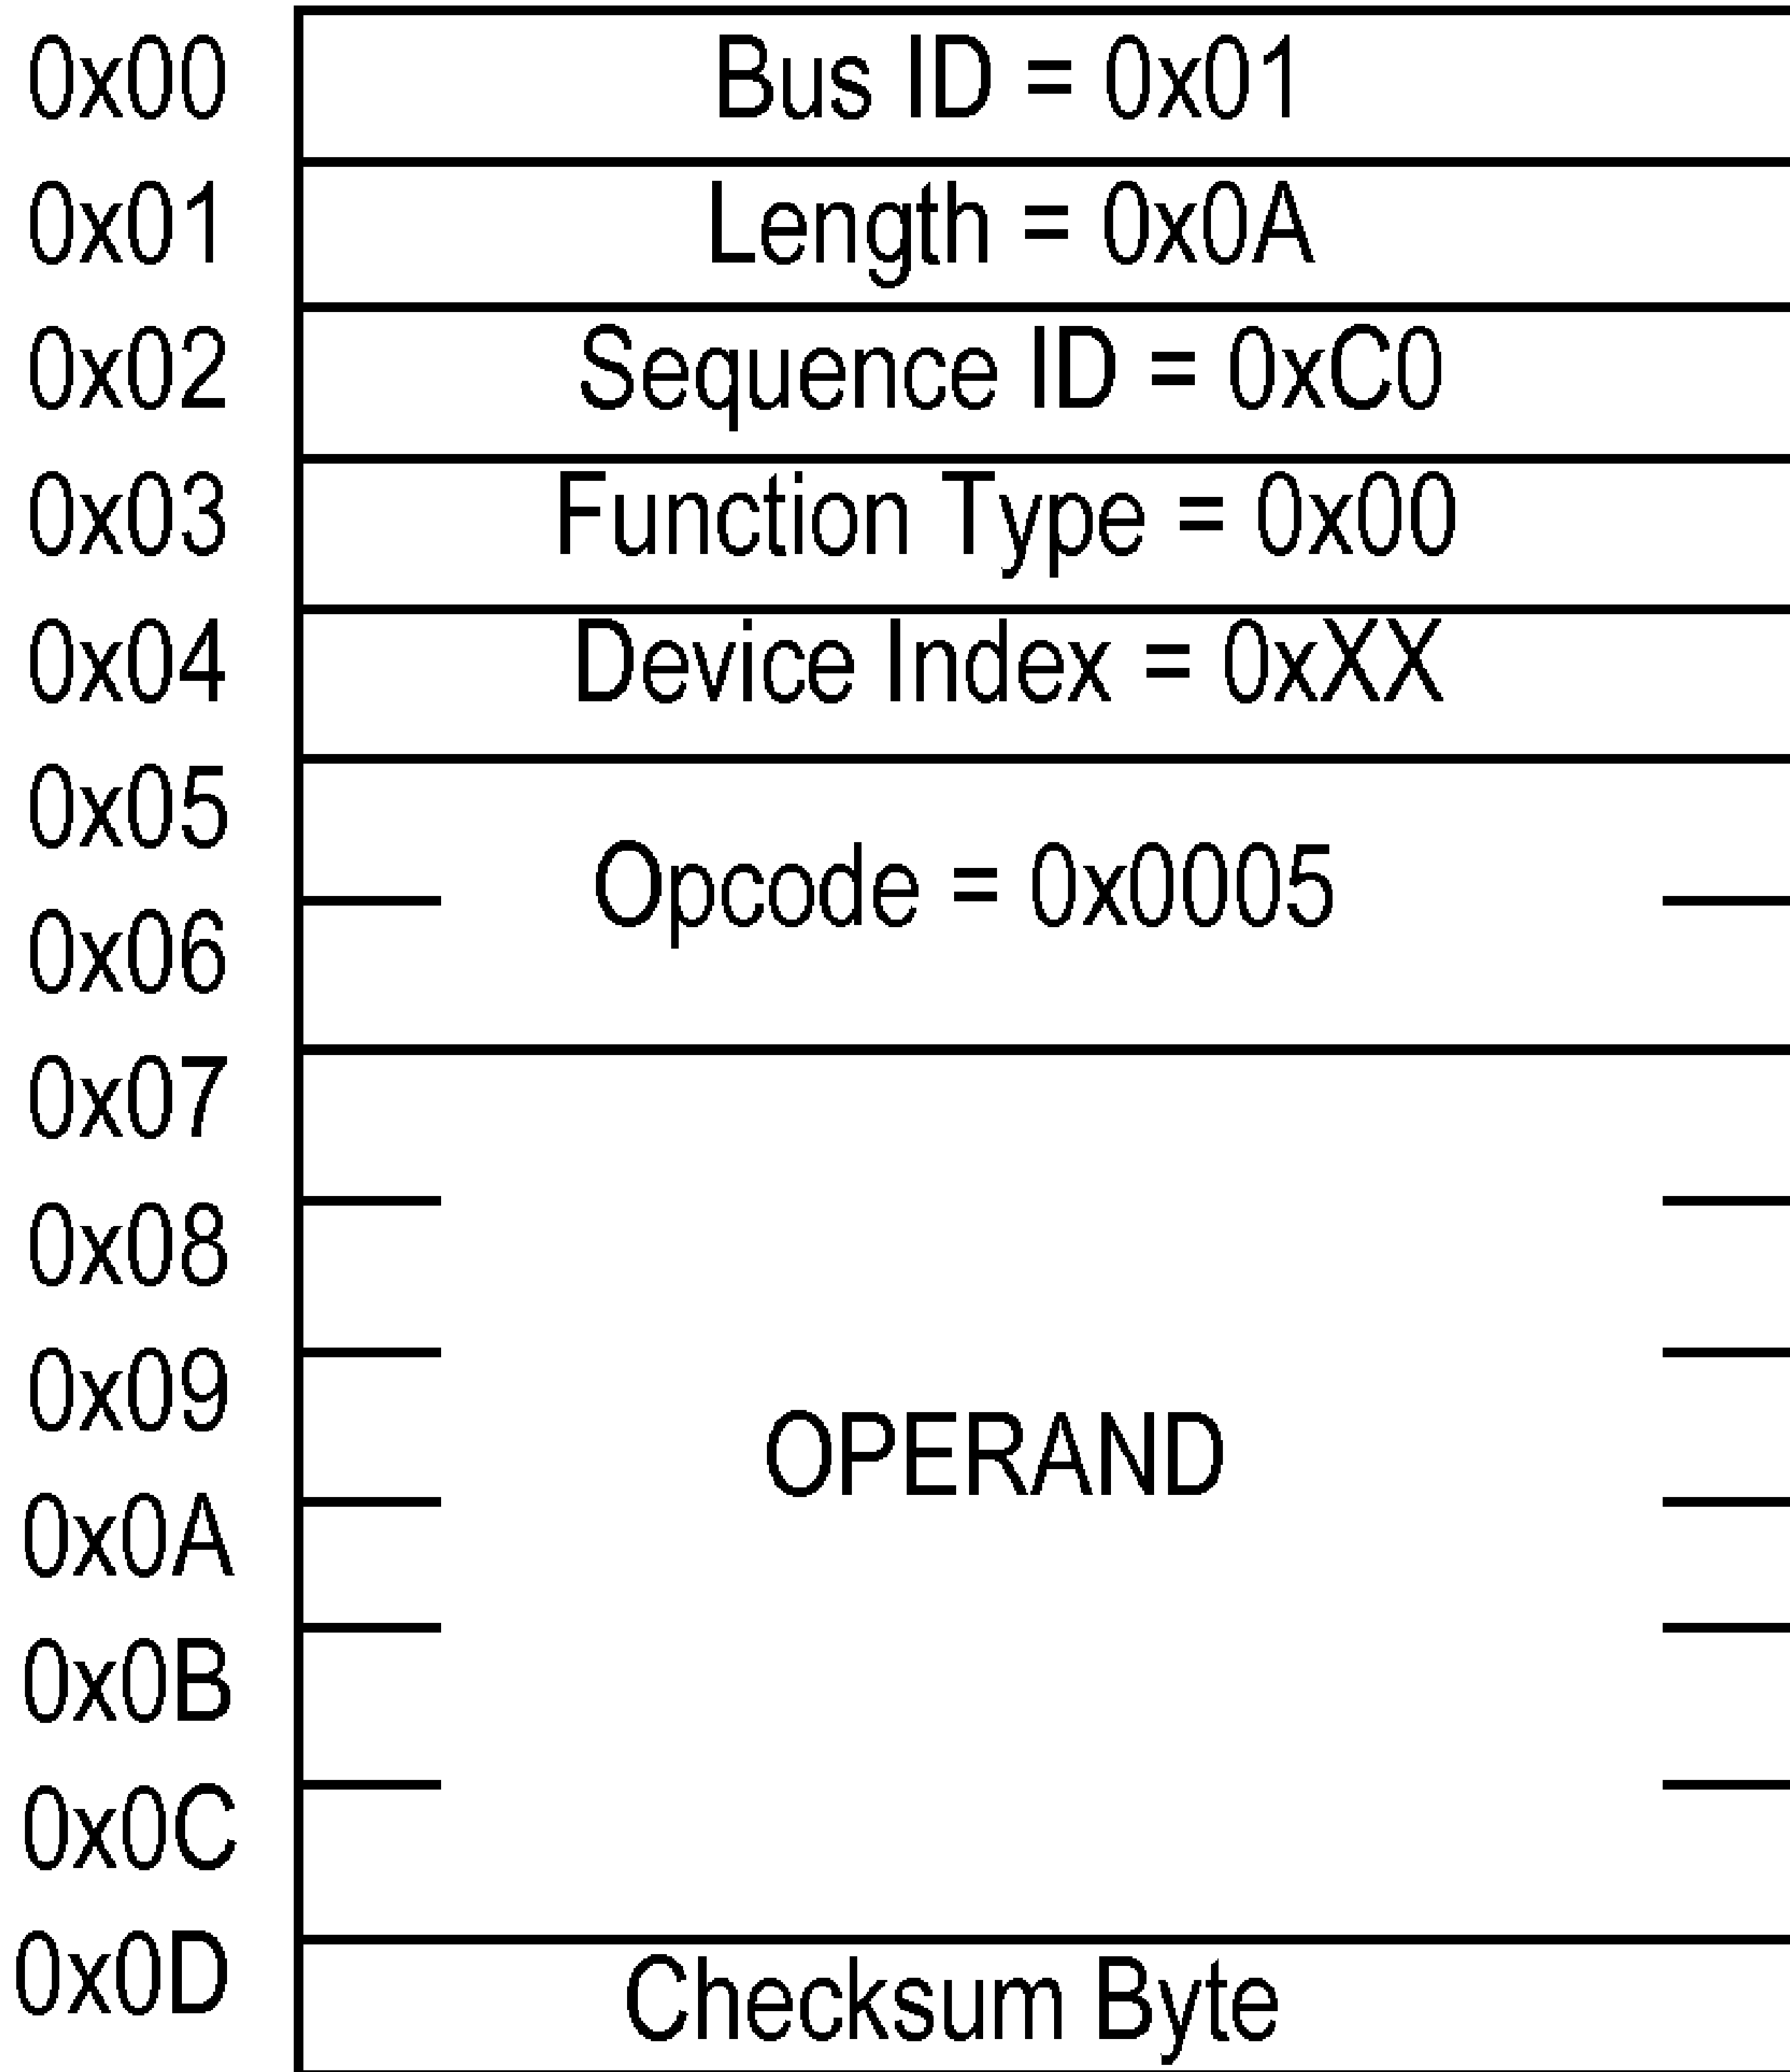 0x00 Bus ID = 0x01
0x01 Length = 0x0A
0x02 Sequence ID = 0xC0
0x03 Function Type = 0x00
0x04 Device Index = 0xXX
0x05
Opcode = 0x0005
0x06
0x07
0x08
0x09
OPERAND
0x0A
0x0B
0x0C
0x0D Checksum Byte